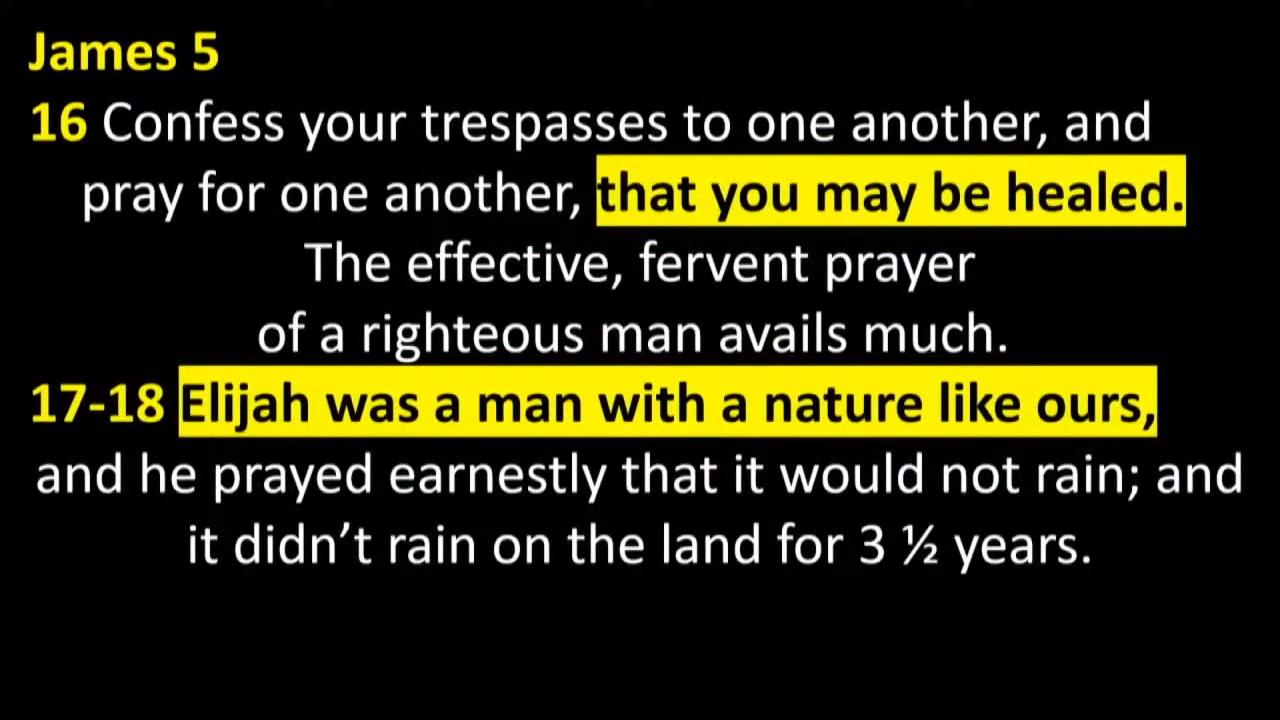 James 5
16 Confess your trespasses to one another, and
pray for one another, that you may be healed.
The effective, fervent prayer
of a righteous man avails much.
17-18 Elijah was a man with a nature like ours,
and he prayed earnestly that it would not rain; and
it didn’t rain on the land for 3 ½ years.